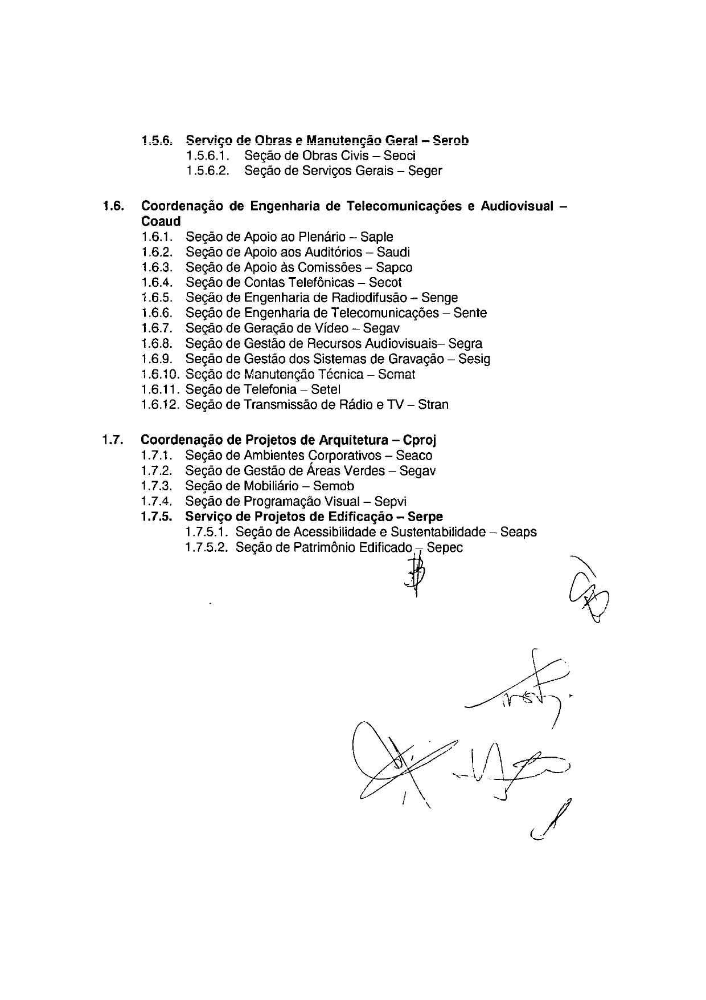 1.5.6. Serviço de Obras e Manutenção Geral – Serob
1.5.6.1. Seção de Obras Civis – Seoci
1.5.6.2. Seção de Serviços Gerais – Seger
1.6. Coordenação de Engenharia de Telecomunicações e Audiovisual –
Coaud
1.6.1. Seção de Apoio ao Plenário – Saple
1.6.2. Seção de Apoio aos Auditórios – Saudi
1.6.3. Seção de Apoio às Comissões – Sapco
1.6.4. Seção de Contas Telefônicas – Secot
1.6.5. Seção de Engenharia de Radiodifusão – Senge
1.6.6. Seção de Engenharia de Telecomunicações – Sente
1.6.7. Seção de Geração de Vídeo – Segav
1.6.8. Seção de Gestão de Recursos Audiovisuais– Segra
1.6.9. Seção de Gestão dos Sistemas de Gravação – Sesig
1.6.10. Seção de Manutenção Técnica – Semat
1.6.11. Seção de Telefonia – Setel
1.6.12. Seção de Transmissão de Rádio e TV – Stran
1.7. Coordenação de Projetos de Arquitetura – Cproj
1.7.1. Seção de Ambientes Corporativos – Seaco
1.7.2. Seção de Gestão de Áreas Verdes – Segav
1.7.3. Seção de Mobiliário – Semob
1.7.4. Seção de Programação Visual – Sepvi
1.7.5. Serviço de Projetos de Edificação – Serpe
1.7.5.1. Seção de Acessibilidade e Sustentabilidade – Seaps
1.7.5.2. Seção de Patrimônio Edificado – Sepec